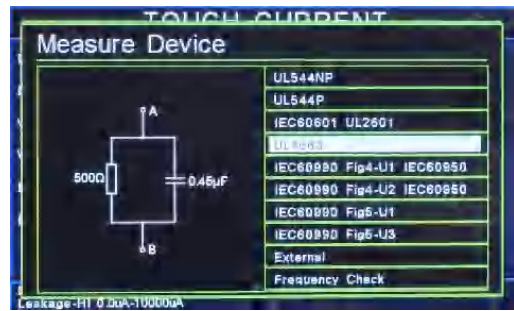 TOUCH CURRENT
Measure Device
UL544NP
UL544P
IEC60601 UL2601
IEC60990 Fig4-U1 IEC60950
IEC60990 Fig4-U2 IEC60950
IEC60990 Fig5-U1
IEC60990 Fig5-U3
External
Frequency Check
A
500Ω
0.45μF
B
Leakage-HI 0.0uA-10000uA